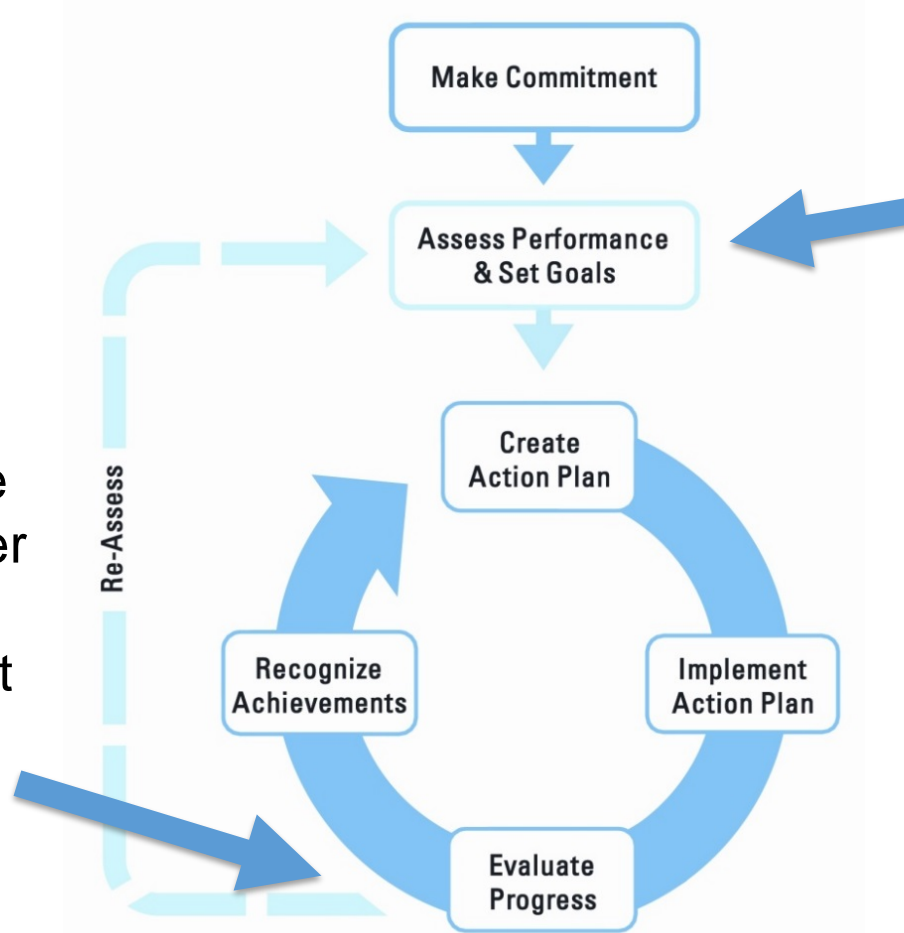 Make Commitment
Assess Performance
& Set Goals
Create
Action Plan
Re-Assess
Recognize
Achievements
Implement
Action Plan
Evaluate
Progress